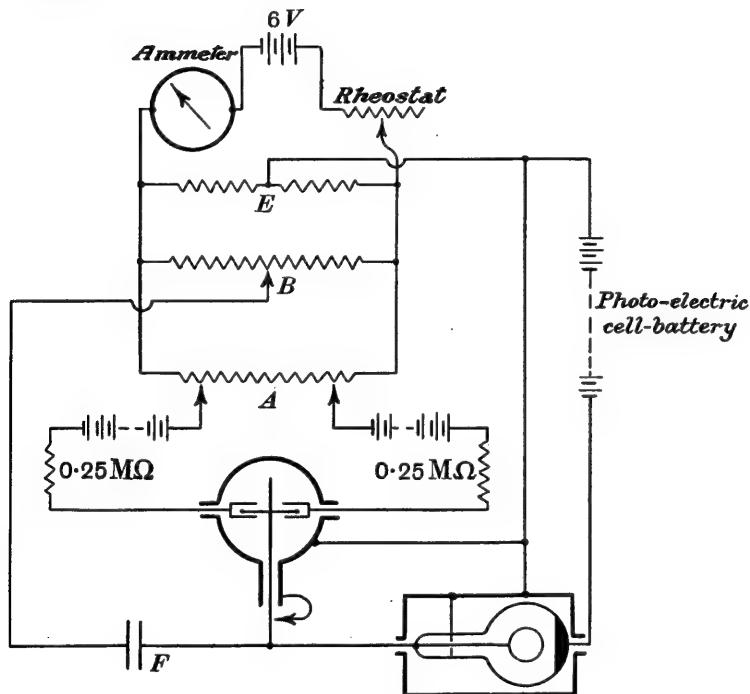 6 V
Ammeter
Rheostat
E
B
Photo-electric
cell-battery
A
0·25 MΩ
0·25 MΩ
F